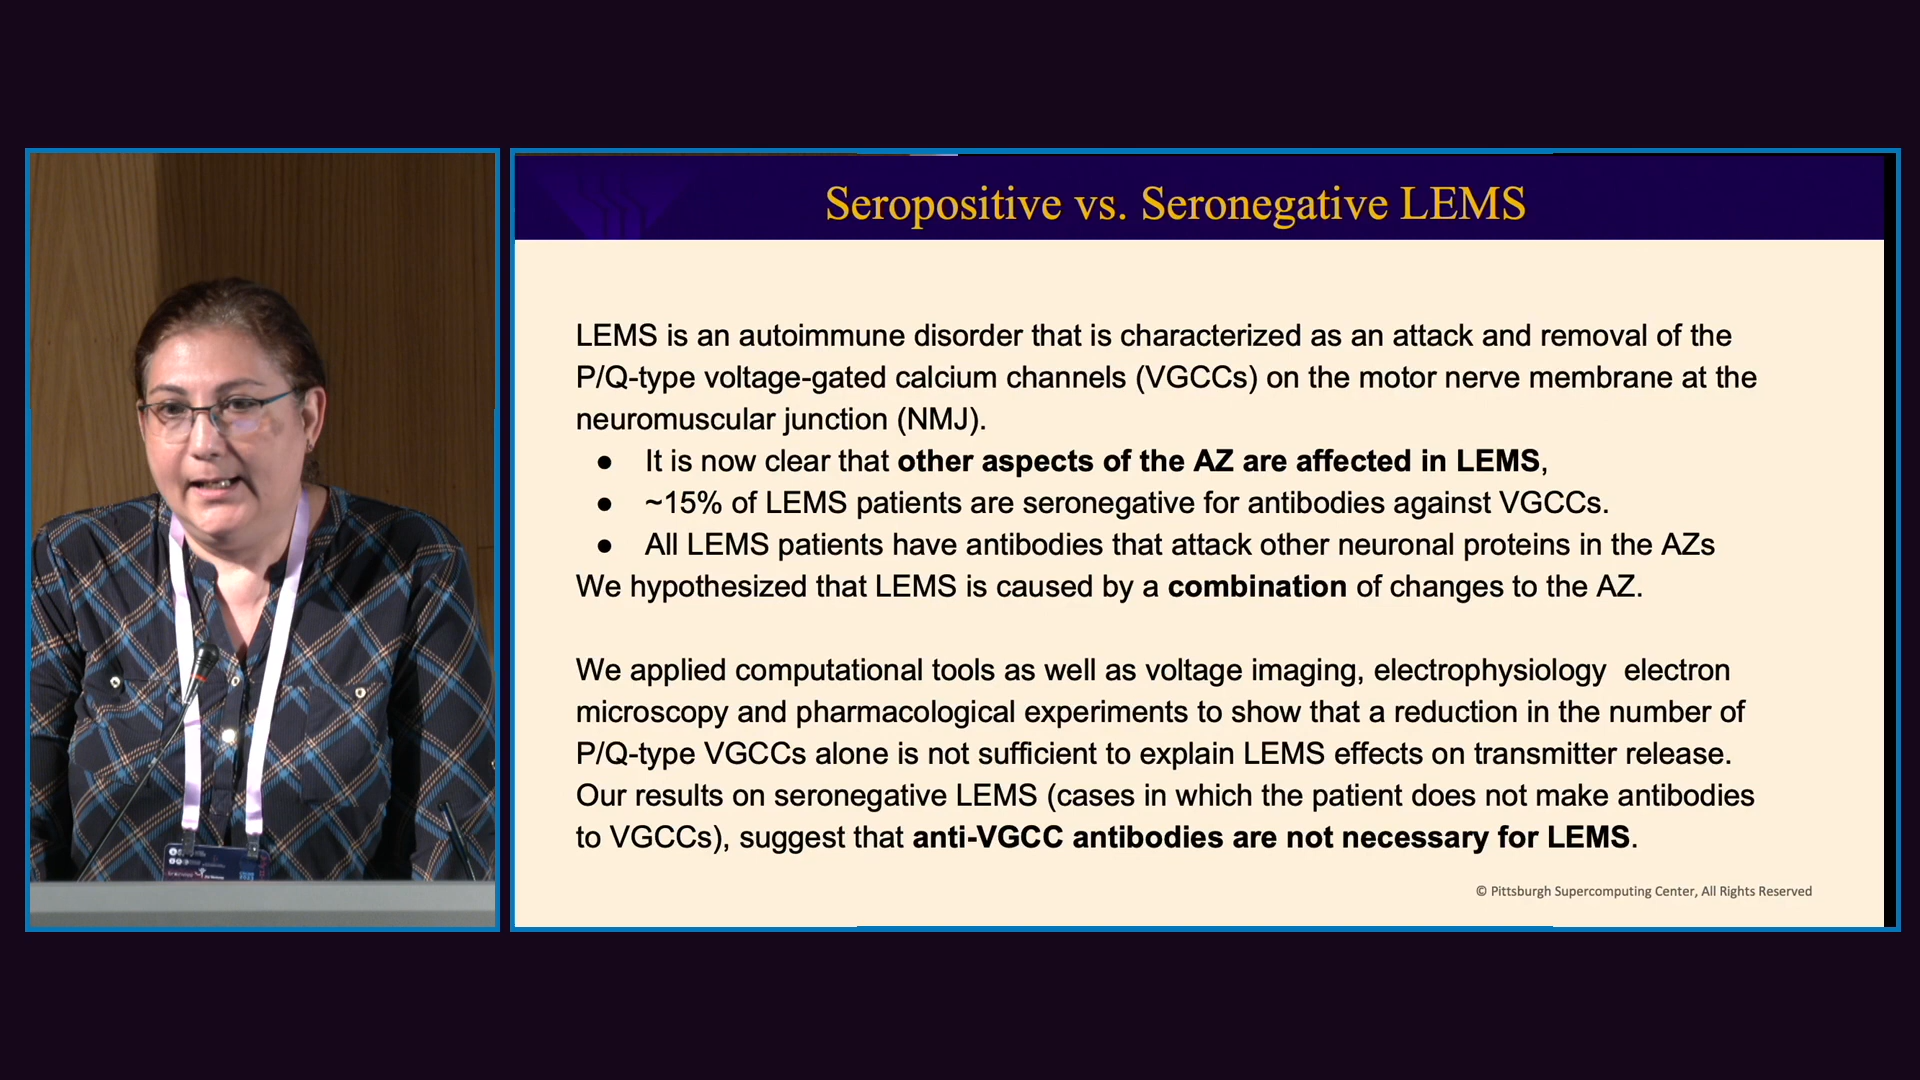 Seropositive vs. Seronegative LEMS
LEMS is an autoimmune disorder that is characterized as an attack and removal of the
P/Q-type voltage-gated calcium channels (VGCCs) on the motor nerve membrane at the
neuromuscular junction (NMJ).
● It is now clear that other aspects of the AZ are affected in LEMS,
● ~15% of LEMS patients are seronegative for antibodies against VGCCs.
● All LEMS patients have antibodies that attack other neuronal proteins in the AZs
We hypothesized that LEMS is caused by a combination of changes to the AZ.
We applied computational tools as well as voltage imaging, electrophysiology electron
microscopy and pharmacological experiments to show that a reduction in the number of
P/Q-type VGCCs alone is not sufficient to explain LEMS effects on transmitter release.
Our results on seronegative LEMS (cases in which the patient does not make antibodies
to VGCCs), suggest that anti-VGCC antibodies are not necessary for LEMS.
© Pittsburgh Supercomputing Center, All Rights Reserved